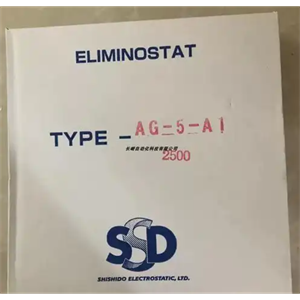 ELIMINOSTAT
TYPE - AG-5-A1
2500
SSD
SHISHIDO ELECTROSTATIC, LTD.